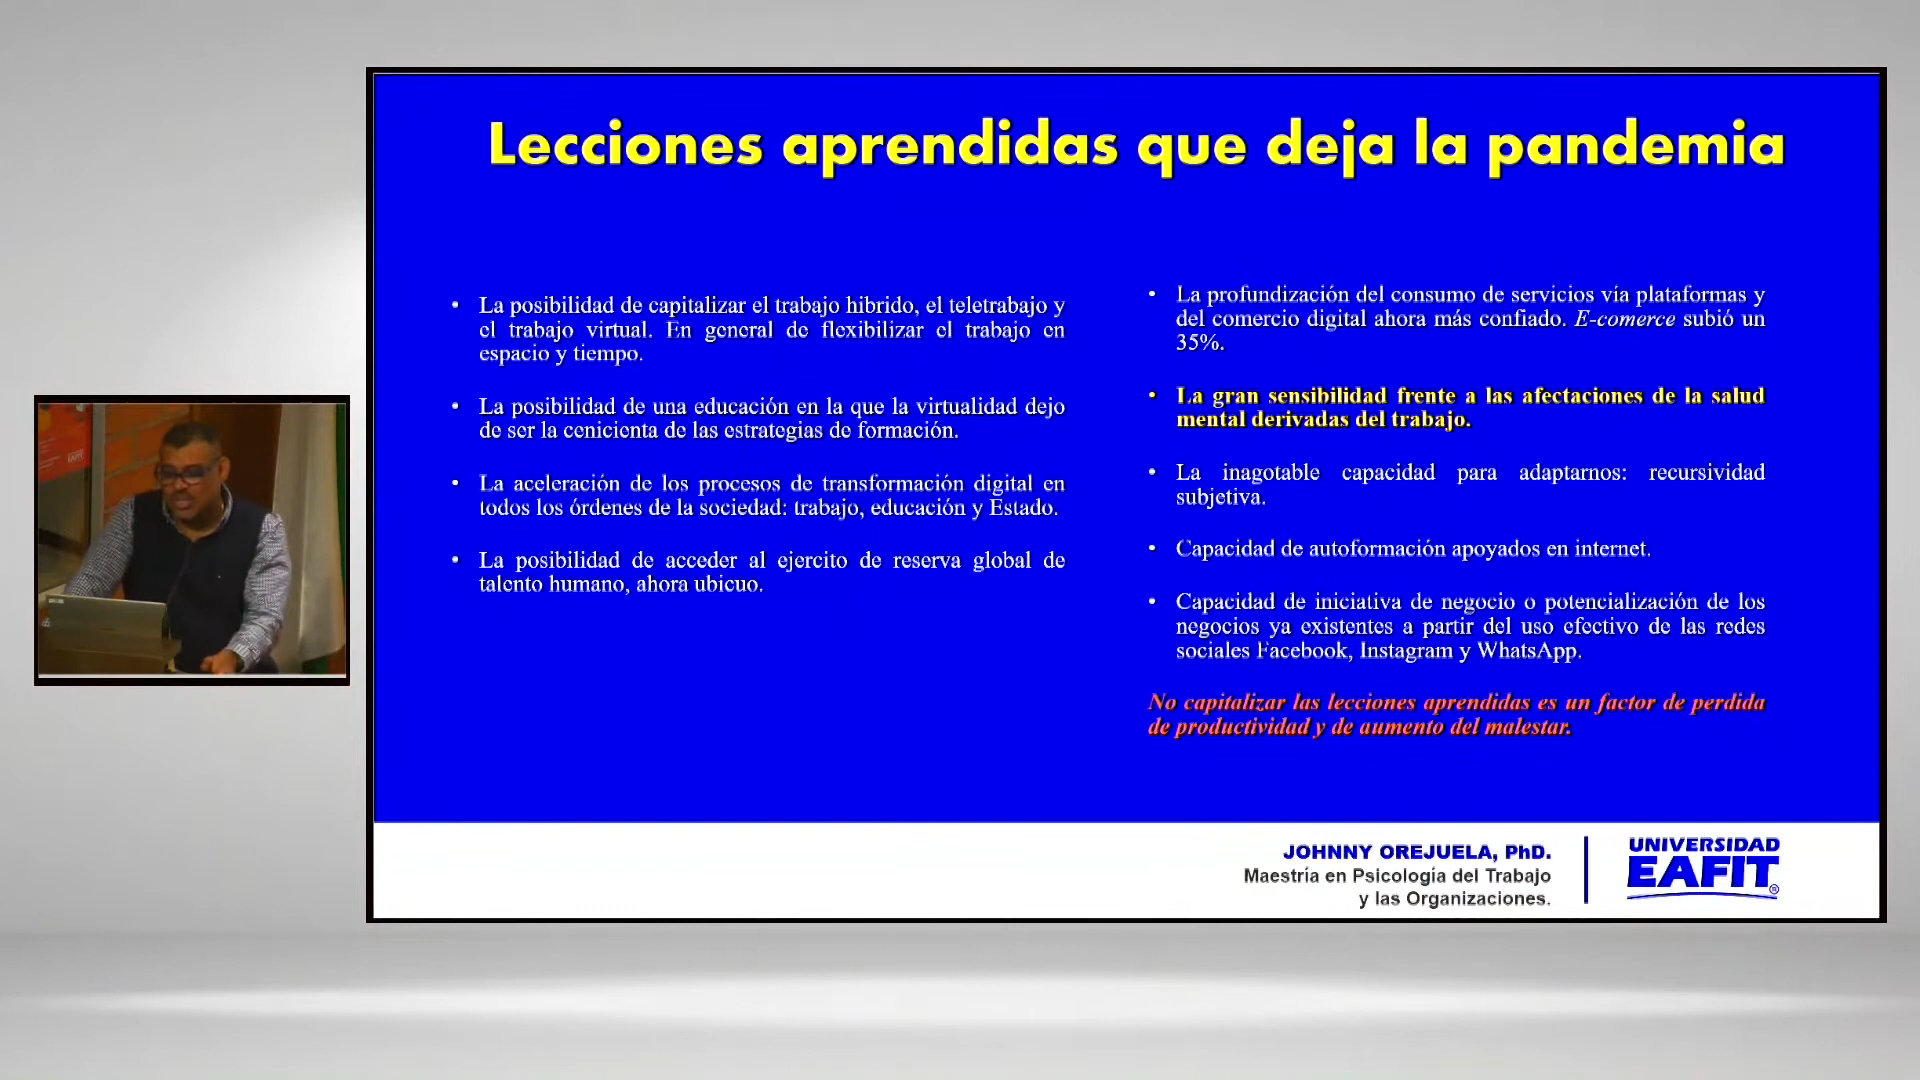 Lecciones aprendidas que deja la pandemia
• La posibilidad de capitalizar el trabajo hibrido, el teletrabajo y
el trabajo virtual. En general de flexibilizar el trabajo en
espacio y tiempo.
• La posibilidad de una educación en la que la virtualidad dejo
de ser la cenicienta de las estrategias de formación.
• La aceleración de los procesos de transformación digital en
todos los órdenes de la sociedad: trabajo, educación y Estado.
• La posibilidad de acceder al ejercito de reserva global de
talento humano, ahora ubicuo.
• La profundización del consumo de servicios vía plataformas y
del comercio digital ahora más confiado. E-comerce subió un
35%.
• La gran sensibilidad frente a las afectaciones de la salud
mental derivadas del trabajo.
• La inagotable capacidad para adaptarnos: recursividad
subjetiva.
• Capacidad de autoformación apoyados en internet.
• Capacidad de iniciativa de negocio o potencialización de los
negocios ya existentes a partir del uso efectivo de las redes
sociales Facebook, Instagram y WhatsApp.
No capitalizar las lecciones aprendidas es un factor de perdida
de productividad y de aumento del malestar.
JOHNNY OREJUELA, PhD.
Maestría en Psicología del Trabajo
y las Organizaciones.
UNIVERSIDAD
EAFIT®